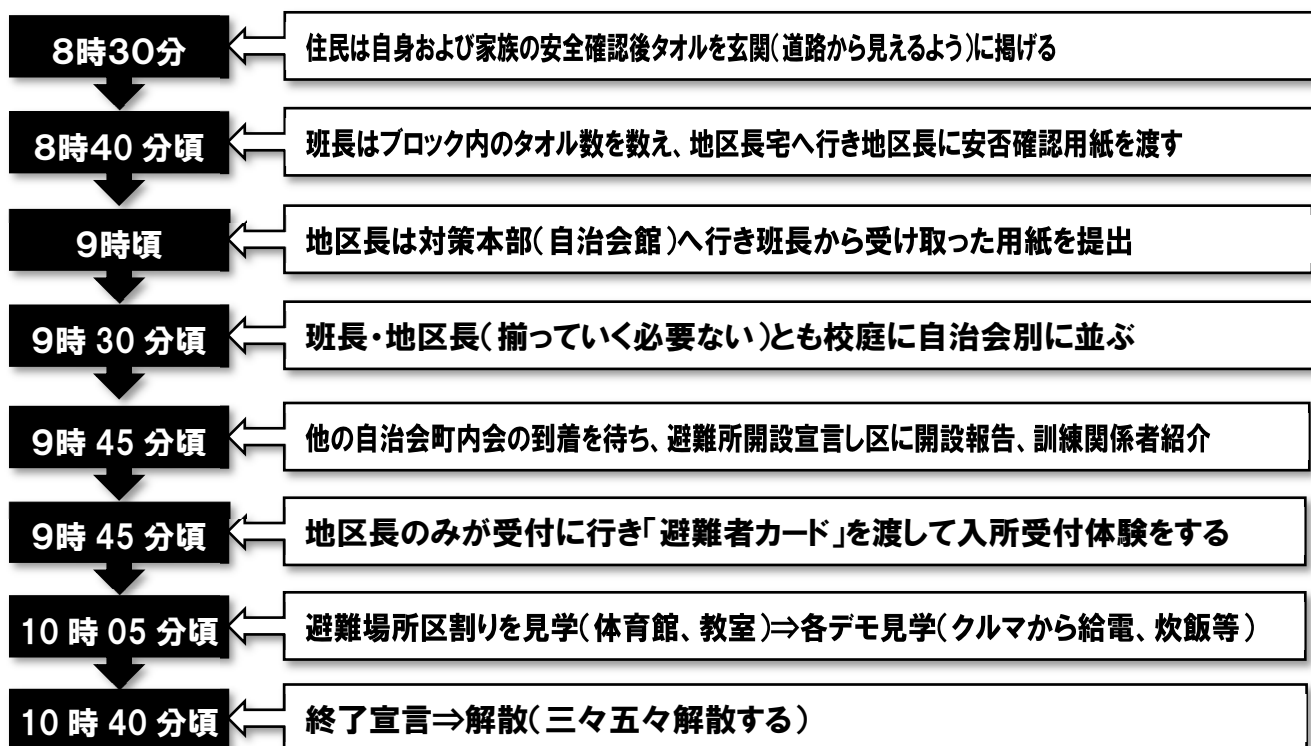 8時30分
住民は自身および家族の安全確認後タオルを玄関(道路から見えるよう)に掲げる
8時40分頃
班長はブロック内のタオル数を数え、地区長宅へ行き地区長に安否確認用紙を渡す
9時頃
地区長は対策本部(自治会館)へ行き班長から受け取った用紙を提出
9時30分頃
班長・地区長(揃っていく必要ない)とも校庭に自治会別に並ぶ
9時45分頃
他の自治会町内会の到着を待ち、避難所開設宣言し区に開設報告、訓練関係者紹介
9時45分頃
地区長のみが受付に行き「避難者カード」を渡して入所受付体験をする
10時05分頃
避難場所区割りを見学(体育館、教室)⇒各デモ見学(クルマから給電、炊飯等)
10時40分頃
終了宣言⇒解散(三々五々解散する)